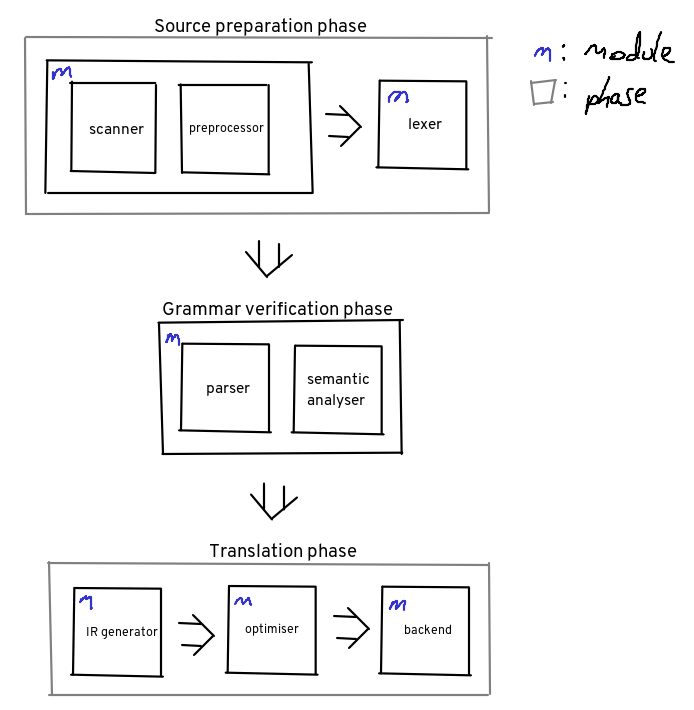 Source preparation phase
m: module
m
scanner
preprocessor
m
lexer
phase
Grammar verification phase
m
parser
semantic
analyser
Translation phase
m
IR generator
m
optimiser
m
backend